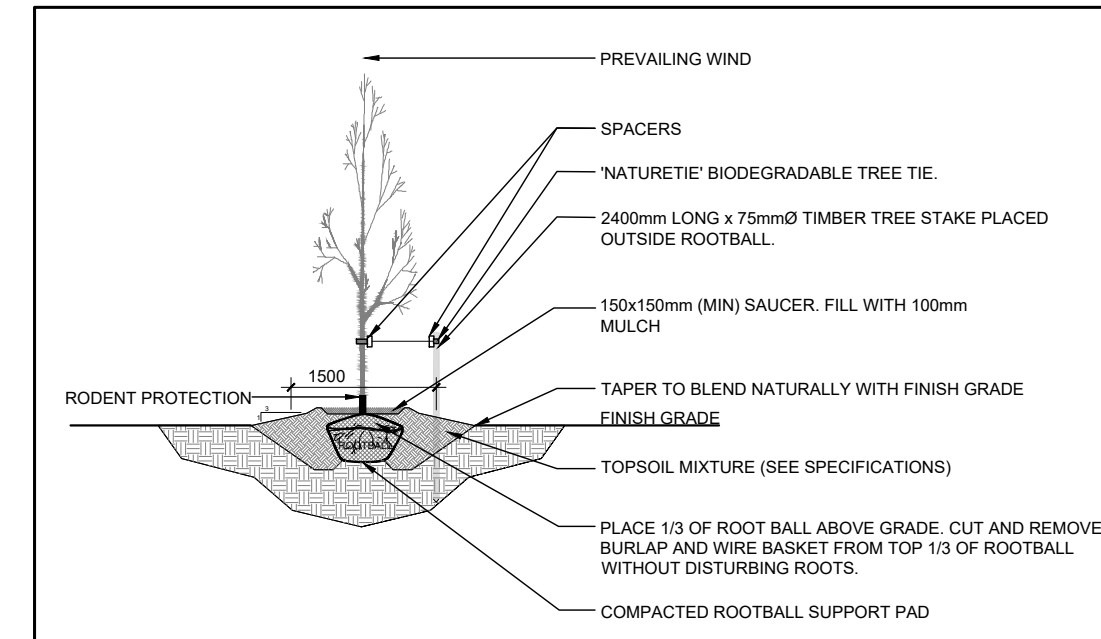 PREVAILING WIND
SPACERS
'NATURETIE' BIODEGRADABLE TREE TIE.
2400mm LONG x 75mmØ TIMBER TREE STAKE PLACED
OUTSIDE ROOTBALL.
150x150mm (MIN) SAUCER. FILL WITH 100mm
MULCH
1500
RODENT PROTECTION
3
1
TAPER TO BLEND NATURALLY WITH FINISH GRADE
FINISH GRADE
ROOTBALL
TOPSOIL MIXTURE (SEE SPECIFICATIONS)
PLACE 1/3 OF ROOT BALL ABOVE GRADE. CUT AND REMOVE
BURLAP AND WIRE BASKET FROM TOP 1/3 OF ROOTBALL
WITHOUT DISTURBING ROOTS.
COMPACTED ROOTBALL SUPPORT PAD